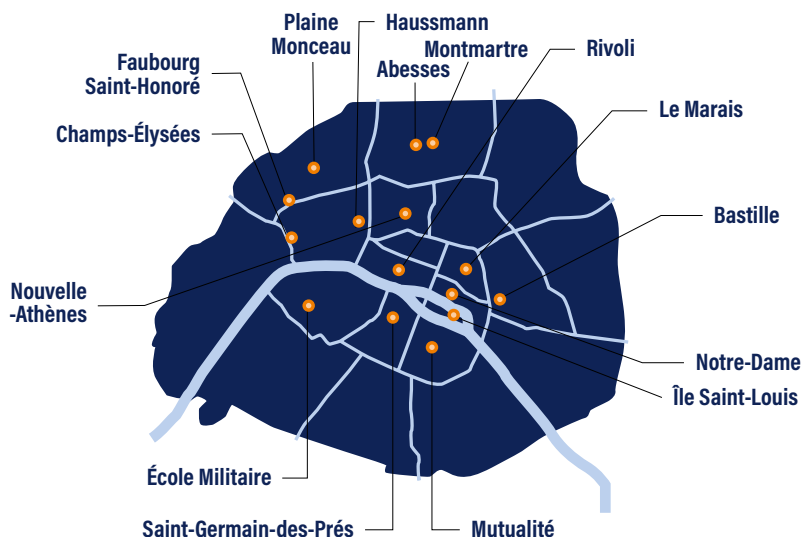 Plaine
Monceau
Haussmann
Montmartre
Abesses
Rivoli
Faubourg
Saint-Honoré
Champs-Élysées
Le Marais
Bastille
Nouvelle
-Athènes
Notre-Dame
Île Saint-Louis
École Militaire
Saint-Germain-des-Prés
Mutualité